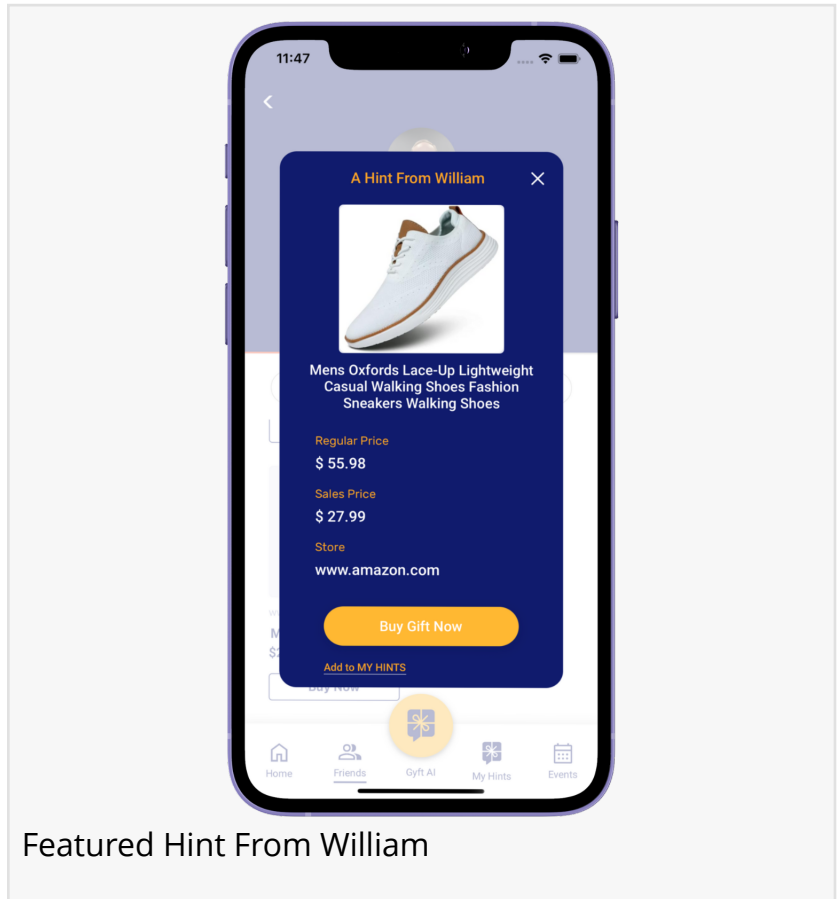 11:47
A Hint From William
Mens Oxfords Lace-Up Lightweight
Casual Walking Shoes Fashion
Sneakers Walking Shoes
Regular Price
$ 55.98
Sales Price
$ 27.99
Store
www.amazon.com
Buy Gift Now
Add to MY HINTS
Buy Now
Home
Friends
Gyft AI
My Hints
Events
Featured Hint From William